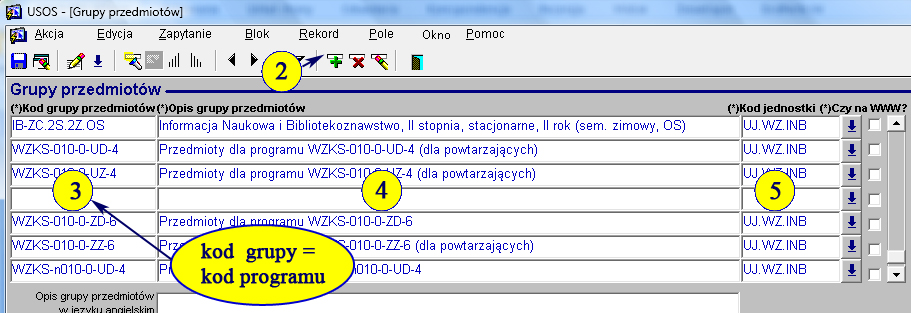 USOS - [Grupy przedmiotów]
Akcja Edycja Zapytanie Blok Rekord Pole Okno Pomoc
2
Grupy przedmiotów
(*)Kod grupy przedmiotów (*)Opis grupy przedmiotów (*)Kod jednostki (*)Czy na WWW?
IB-ZC.2S.2Z.OS Informacja Naukowa i Bibliotekoznawstwo, II stopnia, stacjonarne, II rok (sem. zimowy, OS) UJ.WZ.INB
WZKS-010-0-UD-4 Przedmioty dla programu WZKS-010-0-UD-4 (dla powtarzających) UJ.WZ.INB
WZKS-010-0-UZ-4 Przedmioty dla programu WZKS-010-0-UZ-4 (dla powtarzających) UJ.WZ.INB
3 4 5
WZKS-010-0-ZD-6 Przedmioty dla programu WZKS-010-0-ZD-6 UJ.WZ.INB
WZKS-010-0-ZZ-6 programu WZKS-010-0-ZZ-6 (dla powtarzających) UJ.WZ.INB
WZKS-n010-0-UD-4 -0-UD-4 UJ.WZ.INB
kod grupy =
kod programu
Opis grupy przedmiotów
w języku angielskim